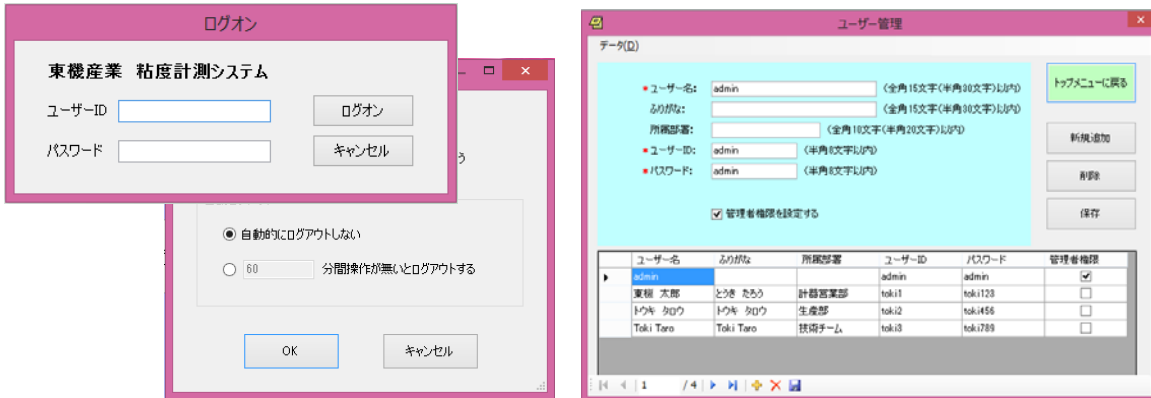 ログオン
東機産業 粘度計測システム
ユーザーID
ログオン
パスワード
キャンセル
う
自動的にログアウトしない
60 分間操作が無いとログアウトする
OK
キャンセル
ユーザー管理
データ(D)
*ユーザー名: admin (全角15文字(半角30文字)以内)
ふりがな: (全角15文字(半角30文字)以内)
所属部署: (全角10文字(半角20文字)以内)
*ユーザーID: admin (半角8文字以内)
*パスワード: admin (半角8文字以内)
管理者権限を設定する
トップメニューに戻る
新規追加
削除
保存
ユーザー名 ふりがな 所属部署 ユーザーID パスワード 管理者権限
admin admin admin
東機 太郎 とうき たろう 計器営業部 toki1 toki123
トウキ タロウ トウキ タロウ 生産部 toki2 toki456
Toki Taro Toki Taro 技術チーム toki3 toki789
1 / 4